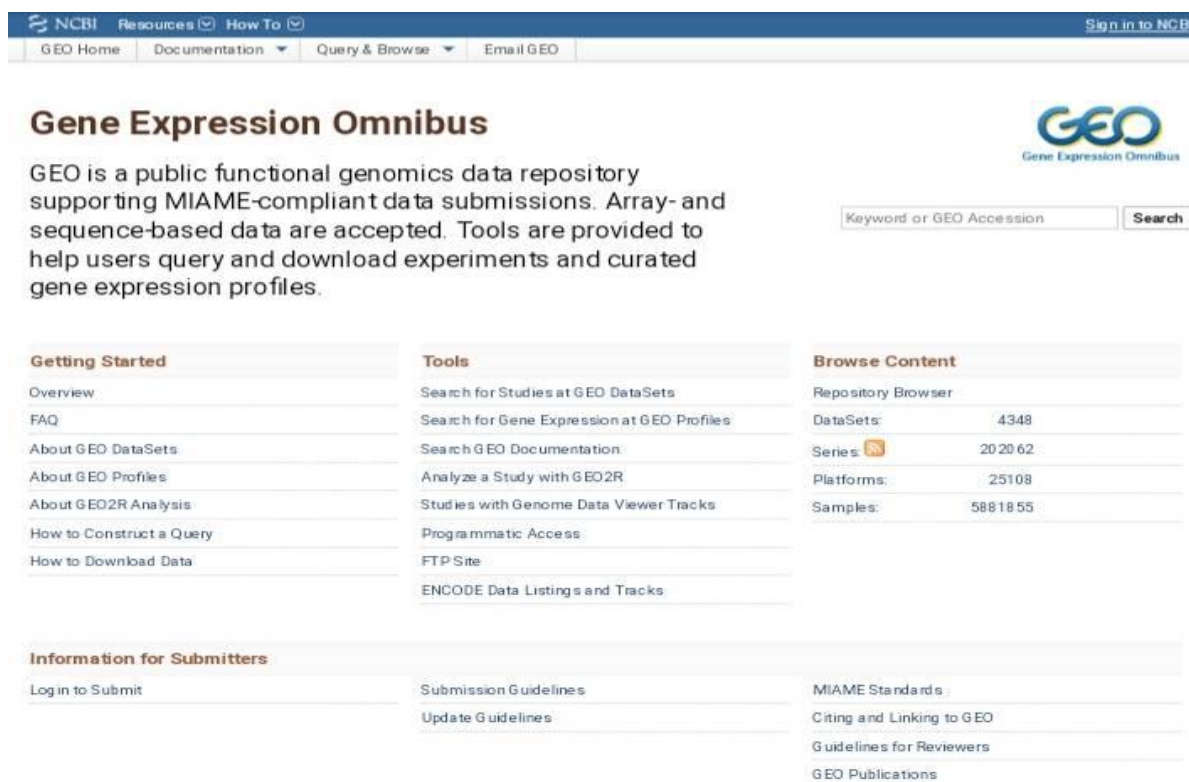 NCBI Resources How To Sign in to NCB
GEO Home Documentation Query & Browse Email GEO
Gene Expression Omnibus
GEO
Gene Expression Omnibus
GEO is a public functional genomics data repository
supporting MIAME-compliant data submissions. Array- and
sequence-based data are accepted. Tools are provided to
help users query and download experiments and curated
gene expression profiles.
Keyword or GEO Accession Search
Getting Started
Overview
FAQ
About GEO DataSets
About GEO Profiles
About GEO2R Analysis
How to Construct a Query
How to Download Data
Tools
Search for Studies at GEO DataSets
Search for Gene Expression at GEO Profiles
Search GEO Documentation
Analyze a Study with GEO2R
Studies with Genome Data Viewer Tracks
Programmatic Access
FTP Site
ENCODE Data Listings and Tracks
Browse Content
Repository Browser
DataSets: 4348
Series: 202062
Platforms: 25108
Samples: 5881855
Information for Submitters
Login to Submit
Submission Guidelines
Update Guidelines
MIAME Standards
Citing and Linking to GEO
Guidelines for Reviewers
GEO Publications